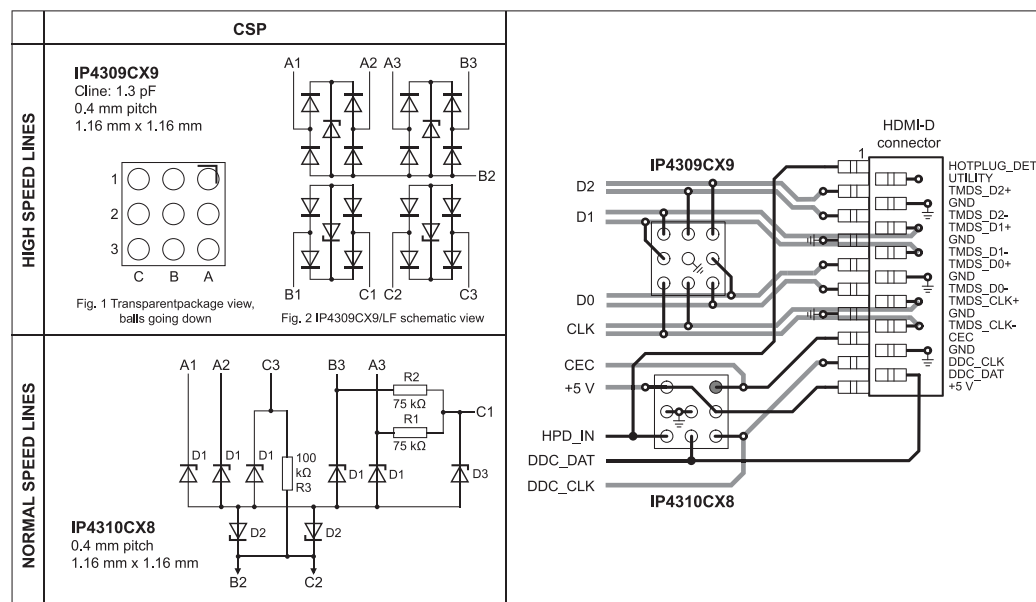 CSP
HIGH SPEED LINES
IP4309CX9
Cline: 1.3 pF
0.4 mm pitch
1.16 mm x 1.16 mm
1
2
3
C B A
Fig. 1 Transparentpackage view,
balls going down
A1 A2 A3 B3
B2
B1 C1 C2 C3
Fig. 2 IP4309CX9/LF schematic view
NORMAL SPEED LINES
A1 A2 C3 B3 A3
R2
75 kΩ
C1
R1
75 kΩ
D1 D1 D1 100
kΩ
R3 D1 D1 D3
D2 D2
B2 C2
IP4310CX8
0.4 mm pitch
1.16 mm x 1.16 mm
HDMI-D
connector
1
IP4309CX9
D2
D1
D0
CLK
CEC
+5 V
HPD_IN
DDC_DAT
DDC_CLK
IP4310CX8
HOTPLUG_DET
UTILITY
TMDS_D2+
GND
TMDS_D2-
TMDS_D1+
GND
TMDS_D1-
TMDS_D0+
GND
TMDS_D0-
TMDS_CLK+
GND
TMDS_CLK-
CEC
GND
DDC_CLK
DDC_DAT
+5 V